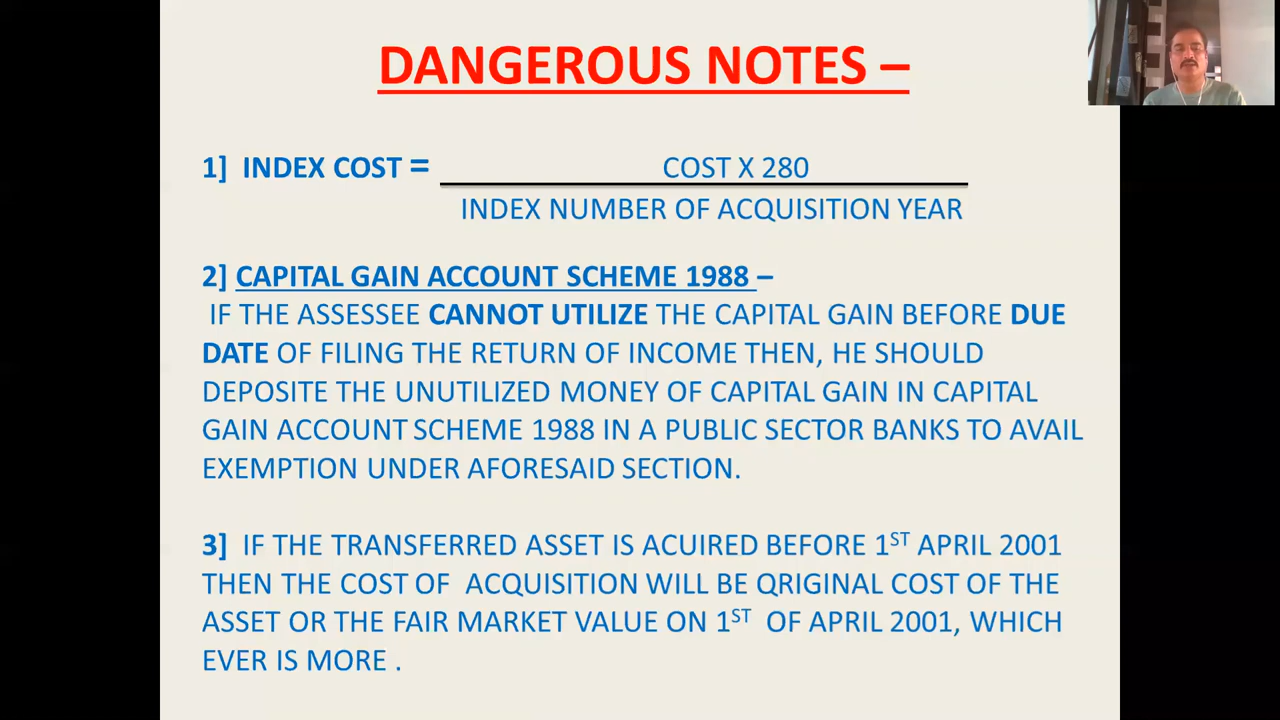 DANGEROUS NOTES –
1] INDEX COST = COST X 280
INDEX NUMBER OF ACQUISITION YEAR
2] CAPITAL GAIN ACCOUNT SCHEME 1988 –
IF THE ASSESSEE CANNOT UTILIZE THE CAPITAL GAIN BEFORE DUE
DATE OF FILING THE RETURN OF INCOME THEN, HE SHOULD
DEPOSITE THE UNUTILIZED MONEY OF CAPITAL GAIN IN CAPITAL
GAIN ACCOUNT SCHEME 1988 IN A PUBLIC SECTOR BANKS TO AVAIL
EXEMPTION UNDER AFORESAID SECTION.
3] IF THE TRANSFERRED ASSET IS ACUIRED BEFORE 1ST APRIL 2001
THEN THE COST OF ACQUISITION WILL BE QRIGINAL COST OF THE
ASSET OR THE FAIR MARKET VALUE ON 1ST OF APRIL 2001, WHICH
EVER IS MORE .